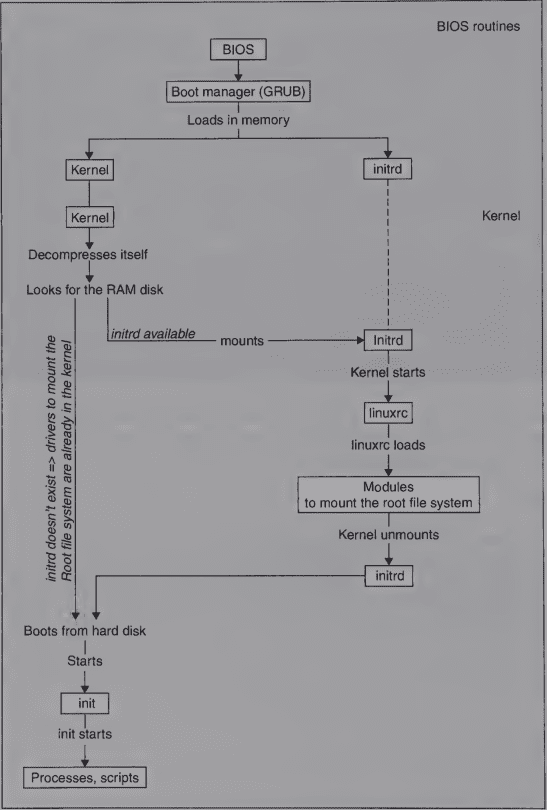 BIOS routines
BIOS
Boot manager (GRUB)
Loads in memory
Kernel
initrd
Kernel
Kernel
Decompresses itself
Looks for the RAM disk
initrd available
mounts
Initrd
Kernel starts
linuxrc
linuxrc loads
Modules
to mount the root file system
Kernel unmounts
initrd
initrd doesn't exist => drivers to mount the
Root file system are already in the kernel
Boots from hard disk
Starts
init
init starts
Processes, scripts